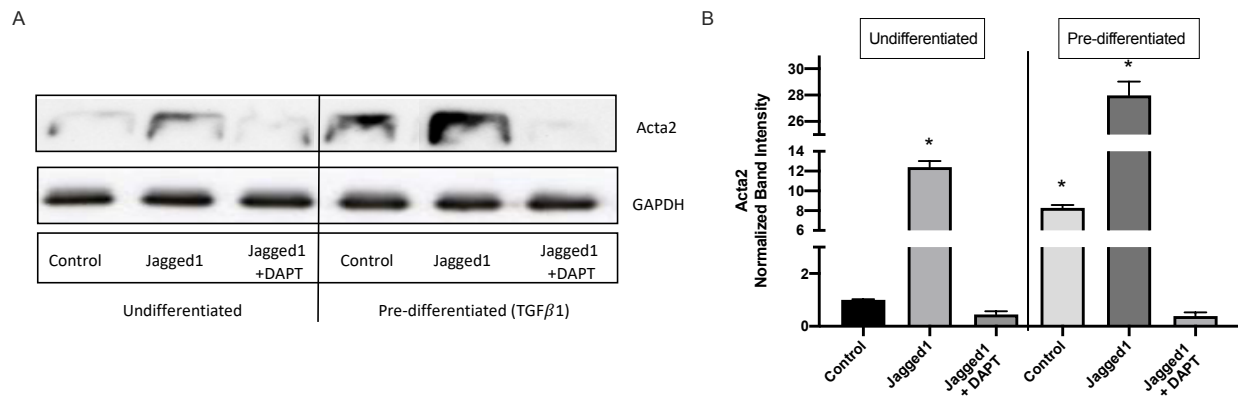 A
Acta2
GAPDH
Control
Jagged1
Jagged1
+DAPT
Control
Jagged1
Jagged1
+DAPT
Undifferentiated
Pre-differentiated (TGFβ1)
B
Undifferentiated
Pre-differentiated
Acta2
Normalized Band Intensity
30
28
26
14
12
10
8
6
2
0
*
*
*
Control
Jagged1
Jagged1
+ DAPT
Control
Jagged1
Jagged1
+ DAPT